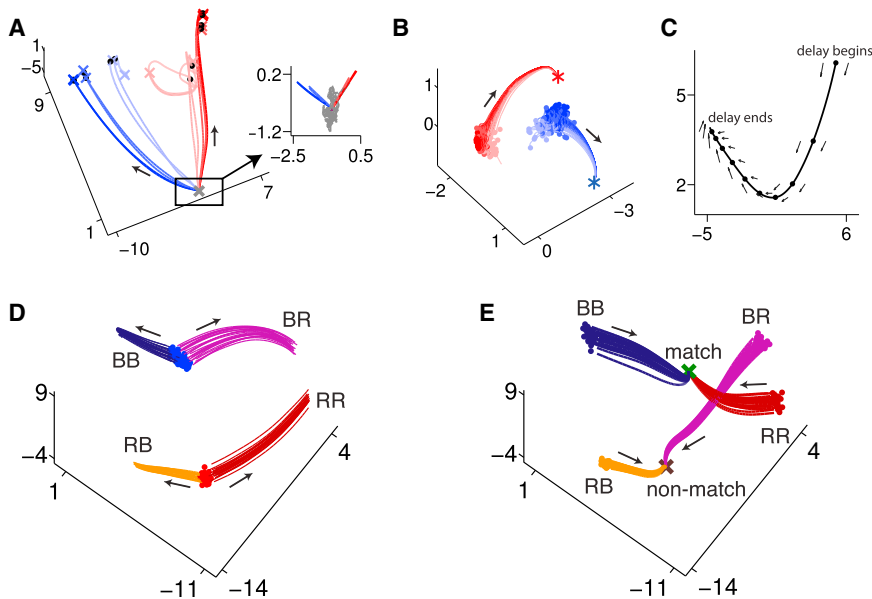 A
1
−5
9
1
−10
7
0.2
−1.2
−2.5
0.5
B
1
0
−2
1
0
−3
C
delay begins
5
delay ends
2
−5
6
D
BB
BR
9
RR
RB
−4
1
4
−11
−14
E
BB
BR
match
9
RR
−4
RB
non-match
1
4
−11
−14